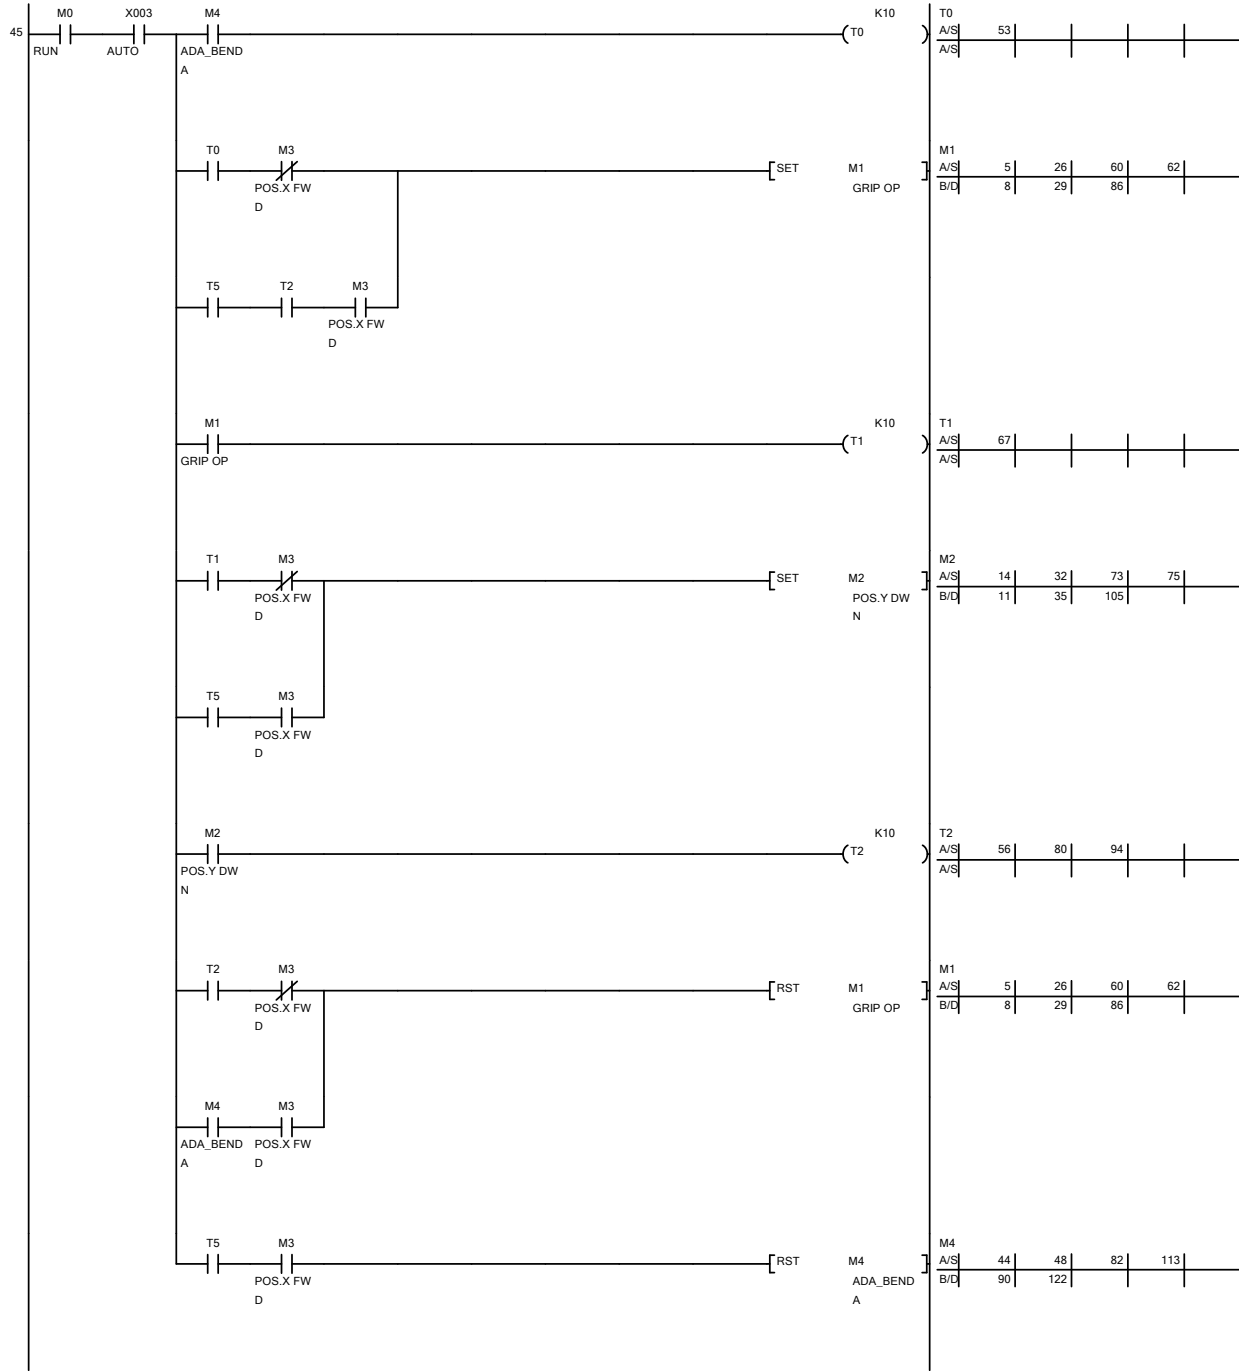 M0 X003 M4 K10 T0
45 (T0 ) A/S 53
RUN AUTO ADA_BEND A/S
A
T0 M3 M1
[SET M1 ] A/S 5 26 60 62
POS.X FW GRIP OP B/D 8 29 86
D
T5 T2 M3
POS.X FW
D
M1 K10 T1
(T1 ) A/S 67
GRIP OP A/S
T1 M3 M2
[SET M2 ] A/S 14 32 73 75
POS.X FW POS.Y DW B/D 11 35 105
D N
T5 M3
POS.X FW
D
M2 K10 T2
(T2 ) A/S 56 80 94
POS.Y DW A/S
N
T2 M3 M1
[RST M1 ] A/S 5 26 60 62
POS.X FW GRIP OP B/D 8 29 86
D
M4 M3
ADA_BEND POS.X FW
A D
T5 M3 M4
[RST M4 ] A/S 44 48 82 113
POS.X FW ADA_BEND B/D 90 122
D A